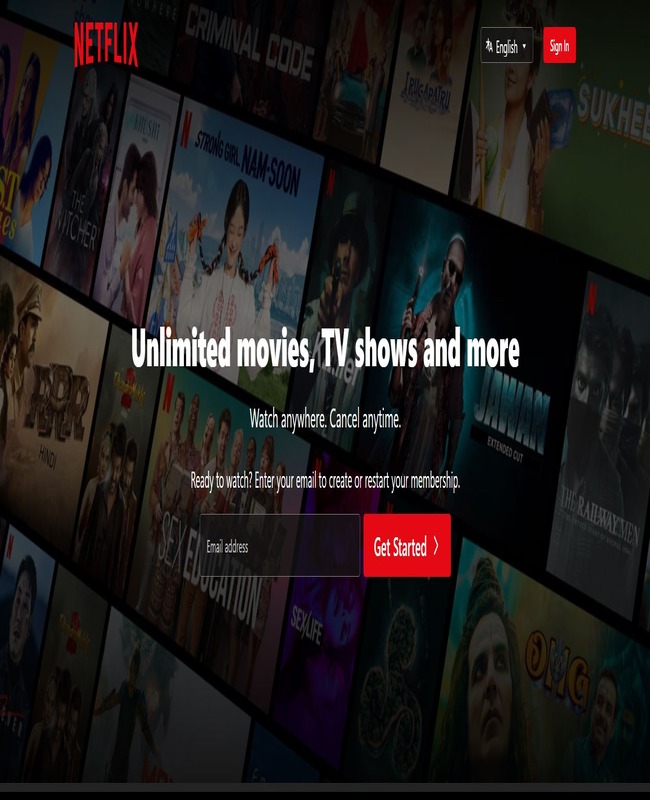 CRIMINAL CODE
NETFLIX
English
Sign In
SUKHEE
STRONG GIRL NAM-SOON
THE WITCHER
Unlimited movies, TV shows and more
JAWAN
EXTENDED CUT
Watch anywhere. Cancel anytime.
RRR
HINDI
Ready to watch? Enter your email to create or restart your membership.
THE RAILWAY MEN
Email address
Get Started
SEX EDUCATION
SEX/LIFE
OMG